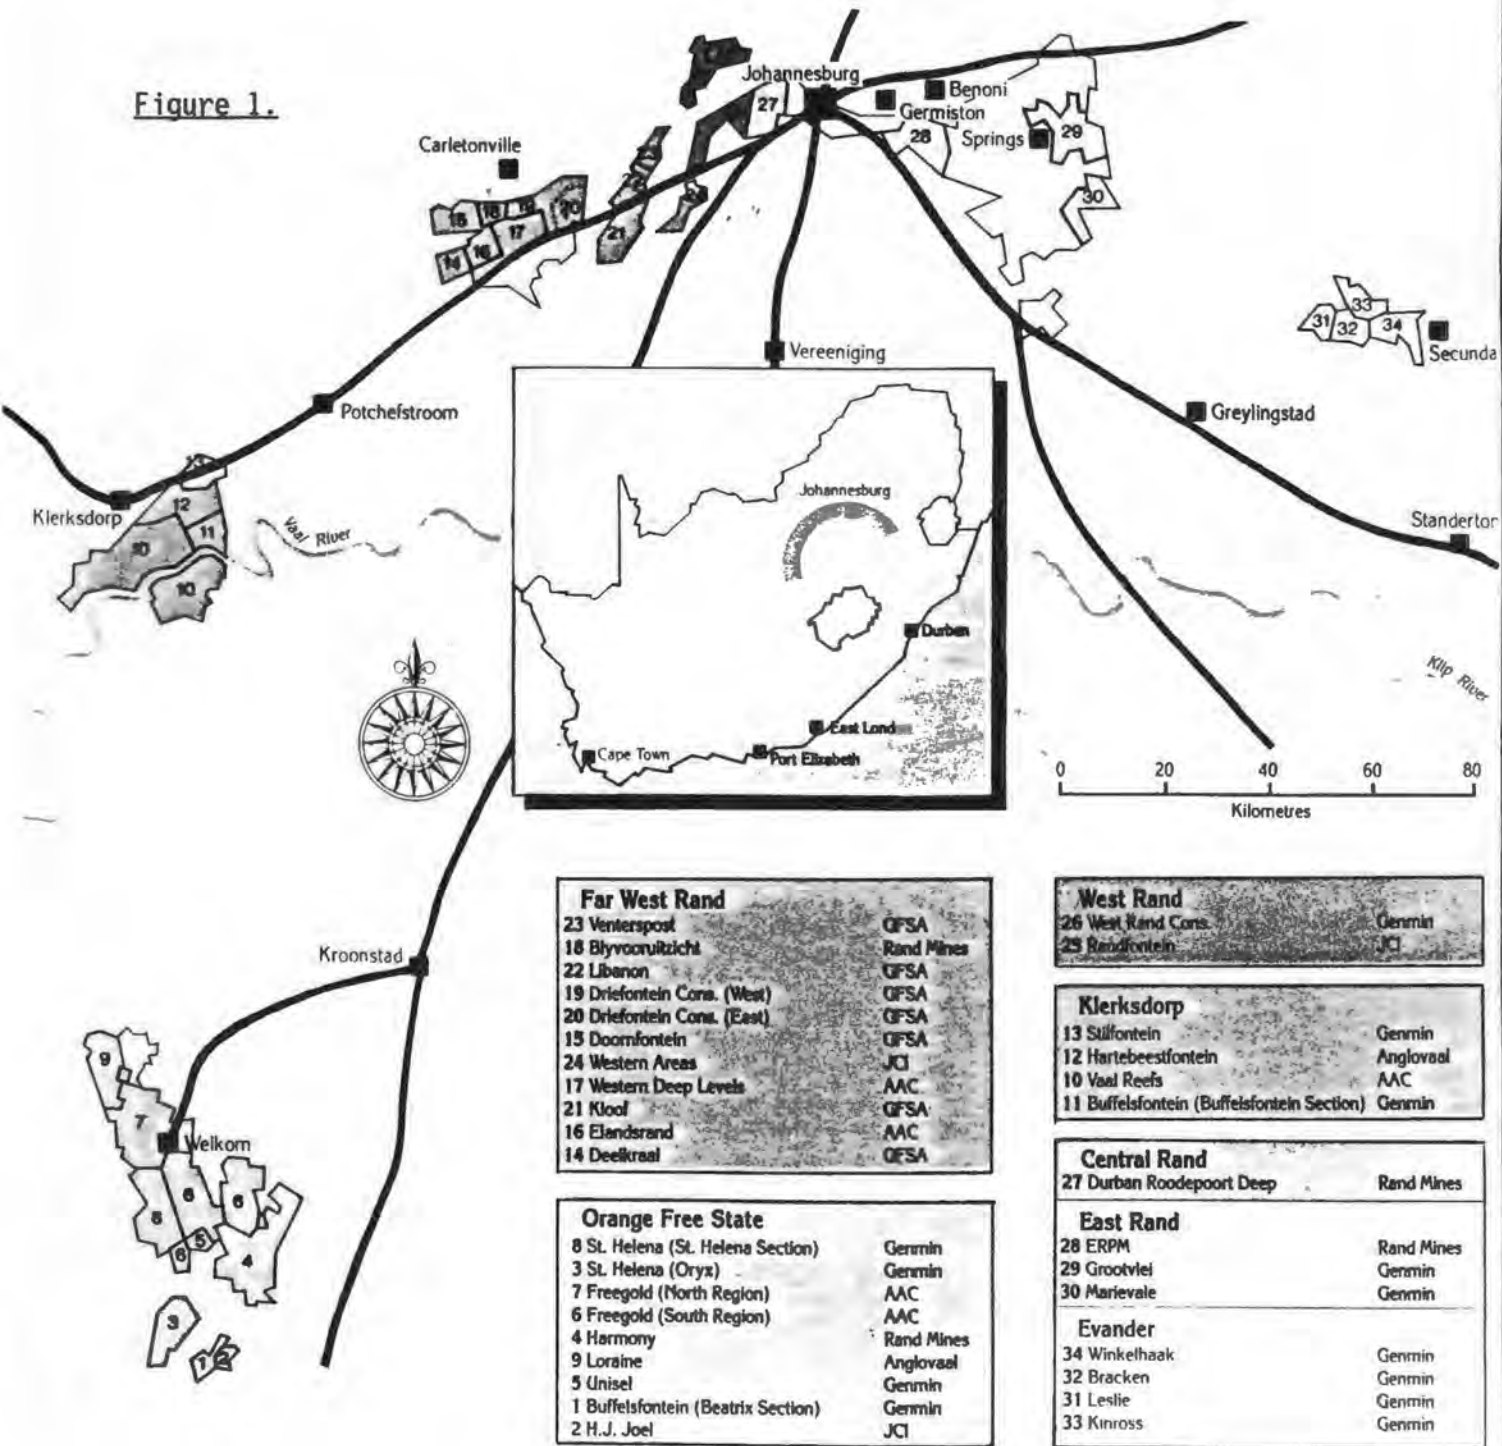 Figure 1.
Johannesburg
Benoni
Germiston
27
28
Springs
29
30
Carletonville
15
18
19
20
17
16
14
21
22
31
33
32
34
Secunda
Vereeniging
Potchefstroom
Greylingstad
Klerksdorp
13
12
11
10
10
Vaal River
Standerton
Johannesburg
Durban
East Lond
Port Elizabeth
Cape Town
Klip River
0 20 40 60 80
Kilometres
Kroonstad
Welkom
9
7
8
6
6
5
6
4
3
1
2
Far West Rand
23 Venterspost GFSA
18 Blyvooruitzicht Rand Mines
22 Libanon GFSA
19 Driefontein Cons. (West) GFSA
20 Driefontein Cons. (East) GFSA
15 Doornfontein GFSA
24 Western Areas JCI
17 Western Deep Levels AAC
21 Kloof GFSA
16 Elandsrand AAC
14 Deelkraal GFSA
Orange Free State
8 St. Helena (St. Helena Section) Genmin
3 St. Helena (Oryx) Genmin
7 Freegold (North Region) AAC
6 Freegold (South Region) AAC
4 Harmony Rand Mines
9 Loraine Anglovaal
5 Unisel Genmin
1 Buffelsfontein (Beatrix Section) Genmin
2 H.J. Joel JCI
West Rand
26 West Rand Cons. Genmin
25 Randfontein JCI
Klerksdorp
13 Stilfontein Genmin
12 Hartebeestfontein Anglovaal
10 Vaal Reefs AAC
11 Buffelsfontein (Buffelsfontein Section) Genmin
Central Rand
27 Durban Roodepoort Deep Rand Mines
East Rand
28 ERPM Rand Mines
29 Grootvlei Genmin
30 Marievale Genmin
Evander
34 Winkelhaak Genmin
32 Bracken Genmin
31 Leslie Genmin
33 Kinross Genmin